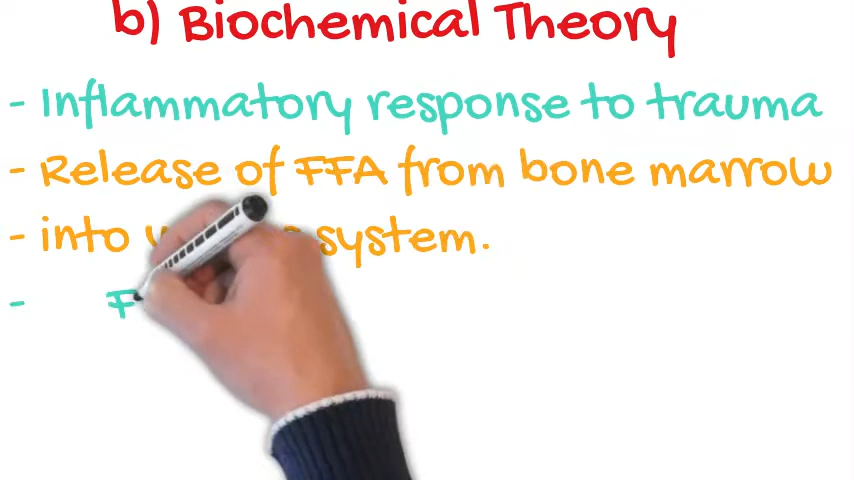 b) Biochemical Theory
- Inflammatory response to trauma
- Release of FFA from bone marrow
- into system.
- F